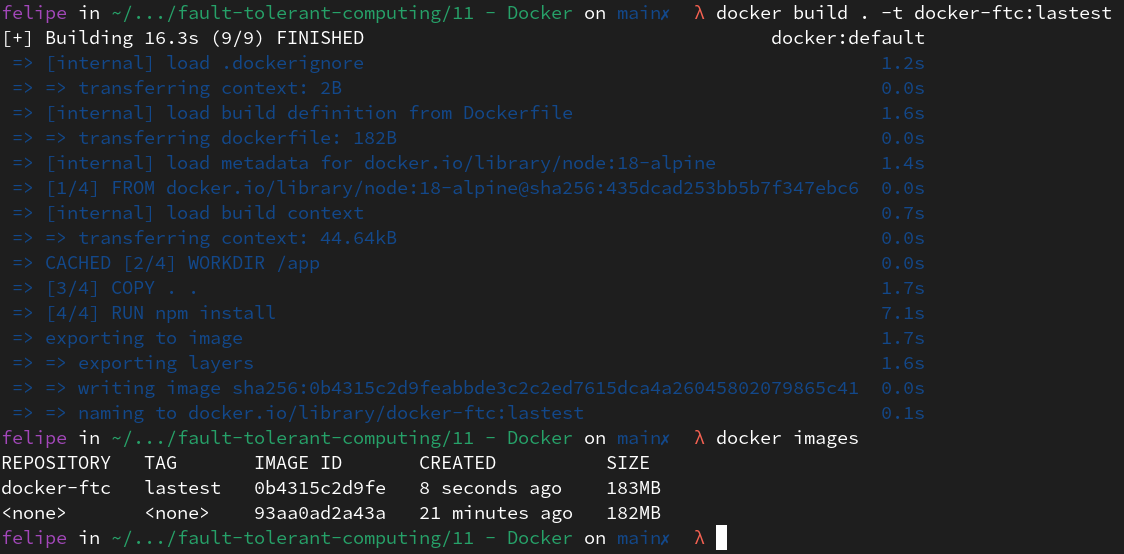 felipe in ~/.../fault-tolerant-computing/11 - Docker on main✗ λ docker build . -t docker-ftc:lastest
[+] Building 16.3s (9/9) FINISHED docker:default
=> [internal] load .dockerignore 1.2s
=> => transferring context: 2B 0.0s
=> [internal] load build definition from Dockerfile 1.6s
=> => transferring dockerfile: 182B 0.0s
=> [internal] load metadata for docker.io/library/node:18-alpine 1.4s
=> [1/4] FROM docker.io/library/node:18-alpine@sha256:435dcad253bb5b7f347ebc6 0.0s
=> [internal] load build context 0.7s
=> => transferring context: 44.64kB 0.0s
=> CACHED [2/4] WORKDIR /app 0.0s
=> [3/4] COPY . . 1.7s
=> [4/4] RUN npm install 7.1s
=> exporting to image 1.7s
=> => exporting layers 1.6s
=> => writing image sha256:0b4315c2d9feabbde3c2c2ed7615dca4a26045802079865c41 0.0s
=> => naming to docker.io/library/docker-ftc:lastest 0.1s
felipe in ~/.../fault-tolerant-computing/11 - Docker on main✗ λ docker images
REPOSITORY TAG IMAGE ID CREATED SIZE
docker-ftc lastest 0b4315c2d9fe 8 seconds ago 183MB
<none> <none> 93aa0ad2a43a 21 minutes ago 182MB
felipe in ~/.../fault-tolerant-computing/11 - Docker on main✗ λ